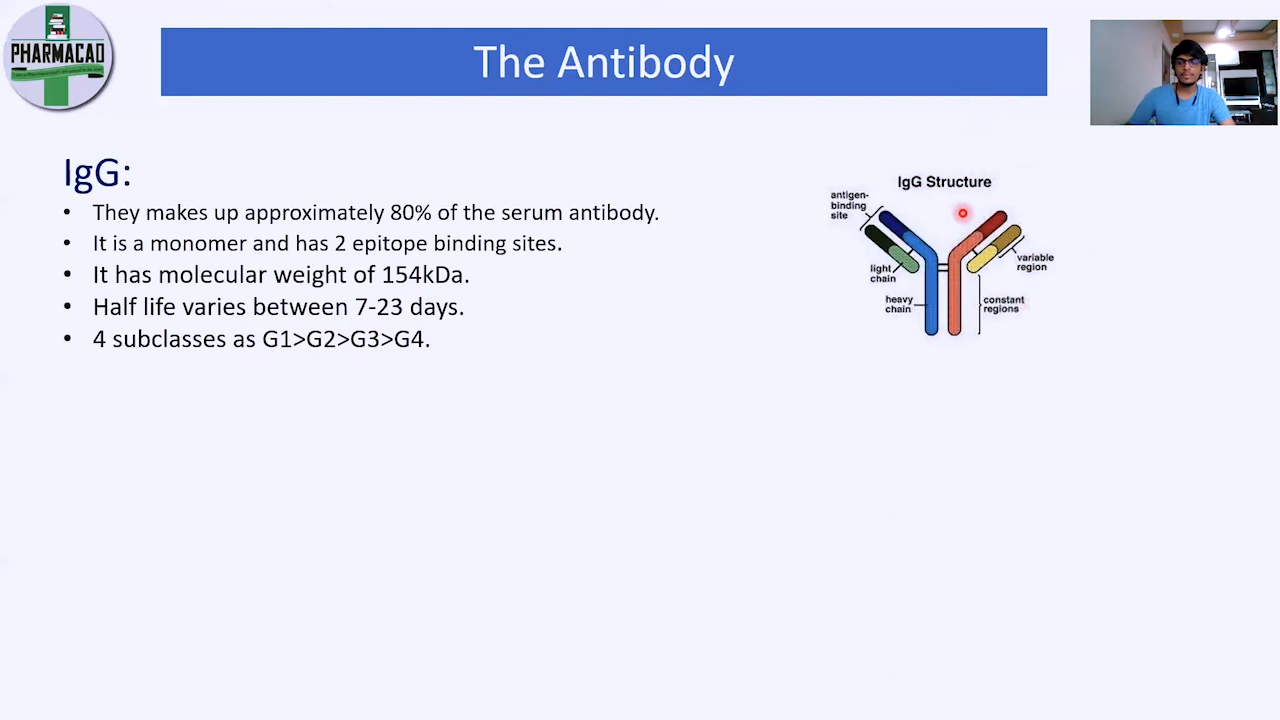 PHARMACAD
The Antibody
IgG:
• They makes up approximately 80% of the serum antibody.
• It is a monomer and has 2 epitope binding sites.
• It has molecular weight of 154kDa.
• Half life varies between 7-23 days.
• 4 subclasses as G1>G2>G3>G4.
IgG Structure
antigen-
binding
site
light
chain
heavy
chain
variable
region
constant
regions